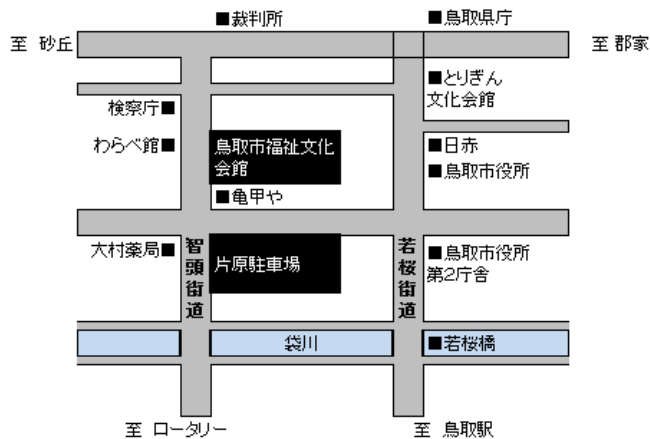 ■裁判所
■鳥取県庁
至 砂丘
至 郡家
■とりぎん
文化会館
検察庁■
わらべ館■
鳥取市福祉文化
会館
■日赤
■鳥取市役所
■亀甲や
大村薬局■
智頭街道
片原駐車場
若桜街道
■鳥取市役所
第2庁舎
袋川
■若桜橋
至 ロータリー
至 鳥取駅